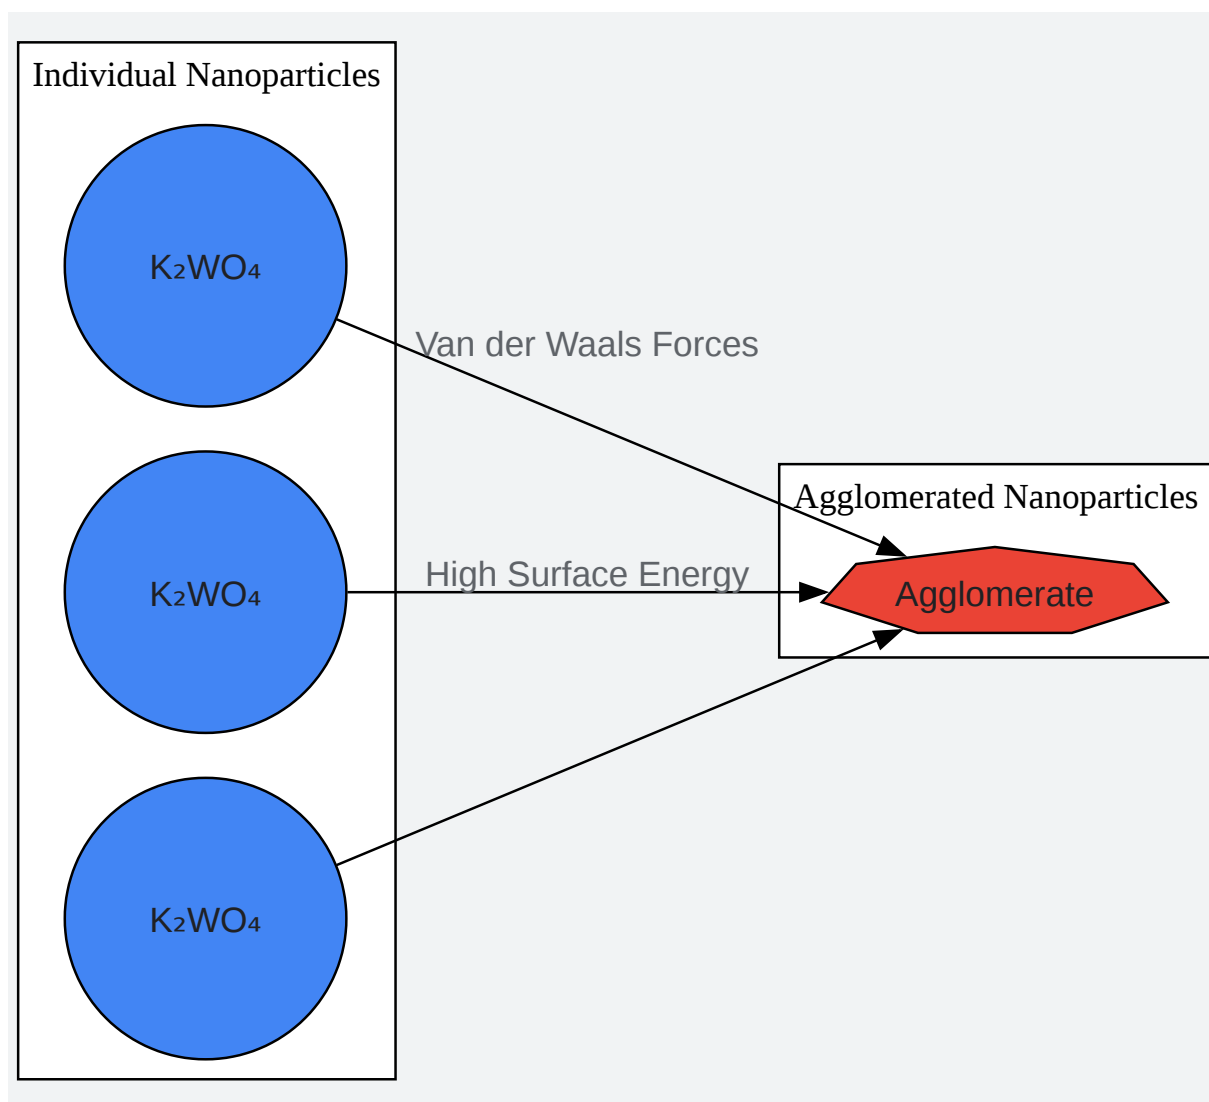 Individual Nanoparticles
K₂WO₄
Van der Waals Forces
Agglomerated Nanoparticles
High Surface Energy
K₂WO₄
Agglomerate
K₂WO₄